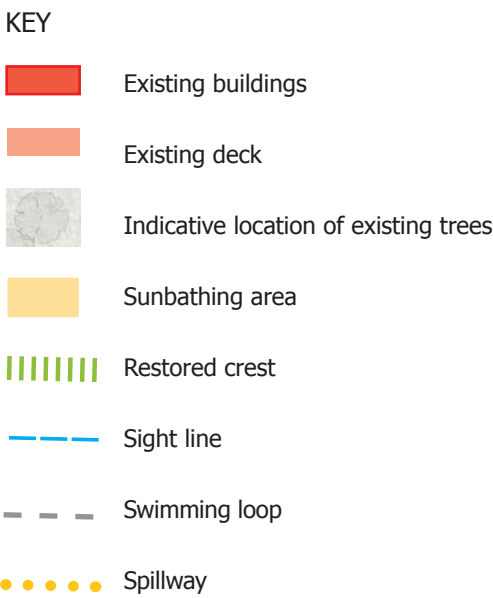 KEY
Existing buildings
Existing deck
Indicative location of existing trees
Sunbathing area
Restored crest
Sight line
Swimming loop
Spillway